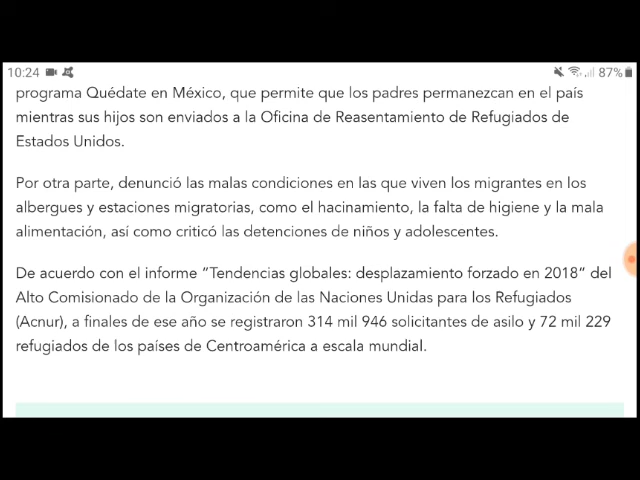 10:24 87%
programa Quédate en México, que permite que los padres permanezcan en el país
mientras sus hijos son enviados a la Oficina de Reasentamiento de Refugiados de
Estados Unidos.
Por otra parte, denunció las malas condiciones en las que viven los migrantes en los
albergues y estaciones migratorias, como el hacinamiento, la falta de higiene y la mala
alimentación, así como criticó las detenciones de niños y adolescentes.
De acuerdo con el informe “Tendencias globales: desplazamiento forzado en 2018“ del
Alto Comisionado de la Organización de las Naciones Unidas para los Refugiados
(Acnur), a finales de ese año se registraron 314 mil 946 solicitantes de asilo y 72 mil 229
refugiados de los países de Centroamérica a escala mundial.